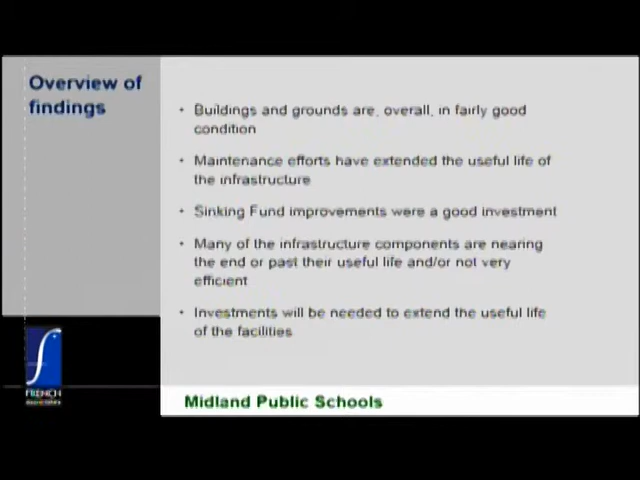 Overview of
findings
• Buildings and grounds are, overall, in fairly good
condition
• Maintenance efforts have extended the useful life of
the infrastructure
• Sinking Fund improvements were a good investment
• Many of the infrastructure components are nearing
the end or past their useful life and/or not very
efficient
• Investments will be needed to extend the useful life
of the facilities
f
FRENCH
Midland Public Schools